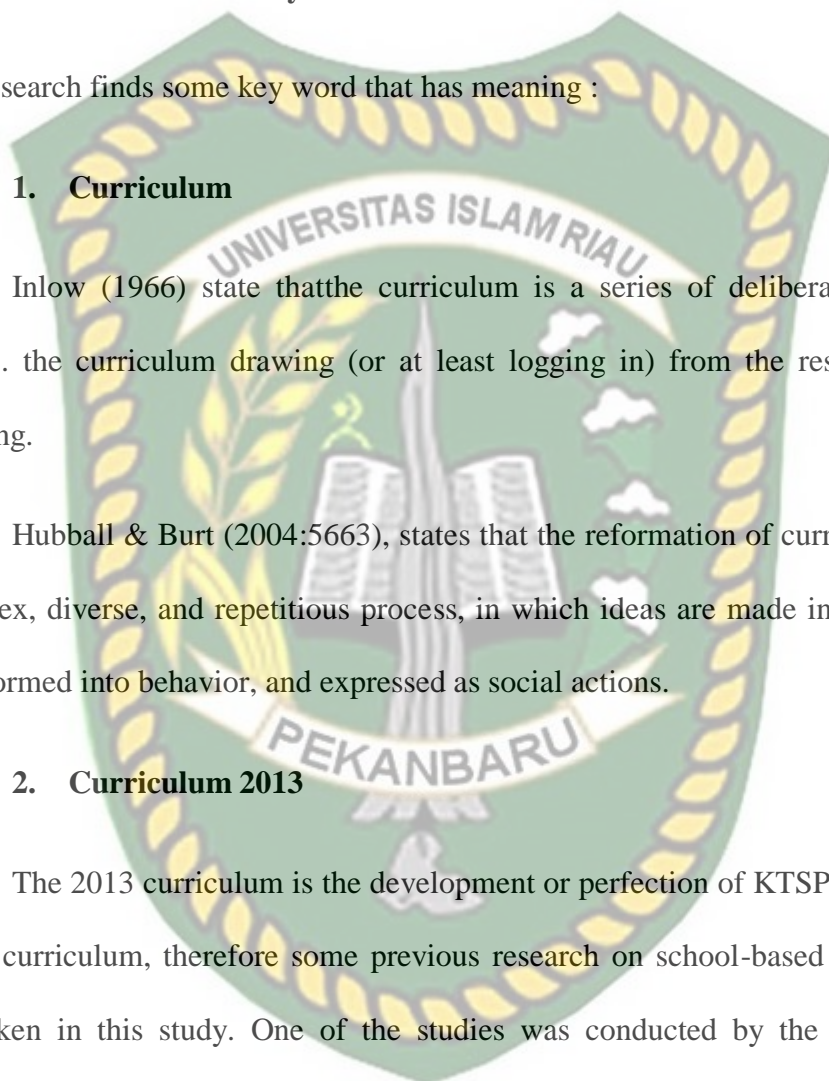 search finds some key word that has meaning :
1. Curriculum
UNIVERSITAS ISLAM RIAU
Inlow (1966) state thatthe curriculum is a series of delibera
. the curriculum drawing (or at least logging in) from the res
ng.
Hubball & Burt (2004:5663), states that the reformation of curr
ex, diverse, and repetitious process, in which ideas are made in
ormed into behavior, and expressed as social actions.
PEKANBARU
2. Curriculum 2013
The 2013 curriculum is the development or perfection of KTSP
curriculum, therefore some previous research on school-based
ken in this study. One of the studies was conducted by the